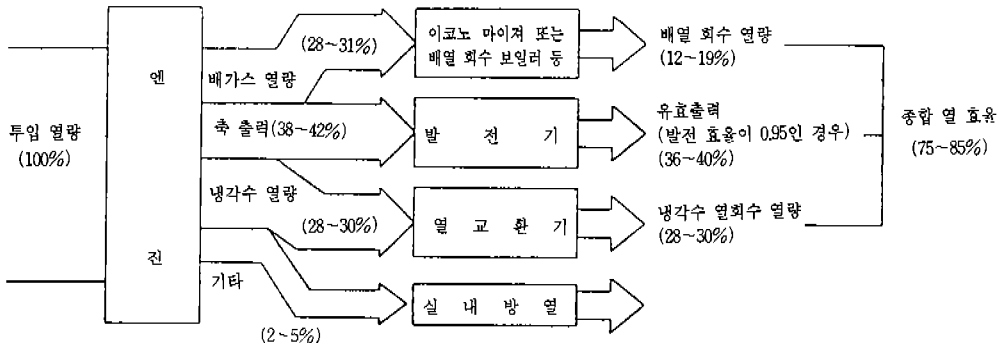 투입 열량
(100%)
엔
진
(28~31%)
배가스 열량
축 출력(38~42%)
냉각수 열량
(28~30%)
기타
(2~5%)
이코노 마이져 또는
배열 회수 보일러 등
발 전 기
열 교 환 기
실 내 방 열
배열 회수 열량
(12~19%)
유효출력
(발전 효율이 0.95인 경우)
(36~40%)
냉각수 열회수 열량
(28~30%)
종합 열 효율
(75~85%)